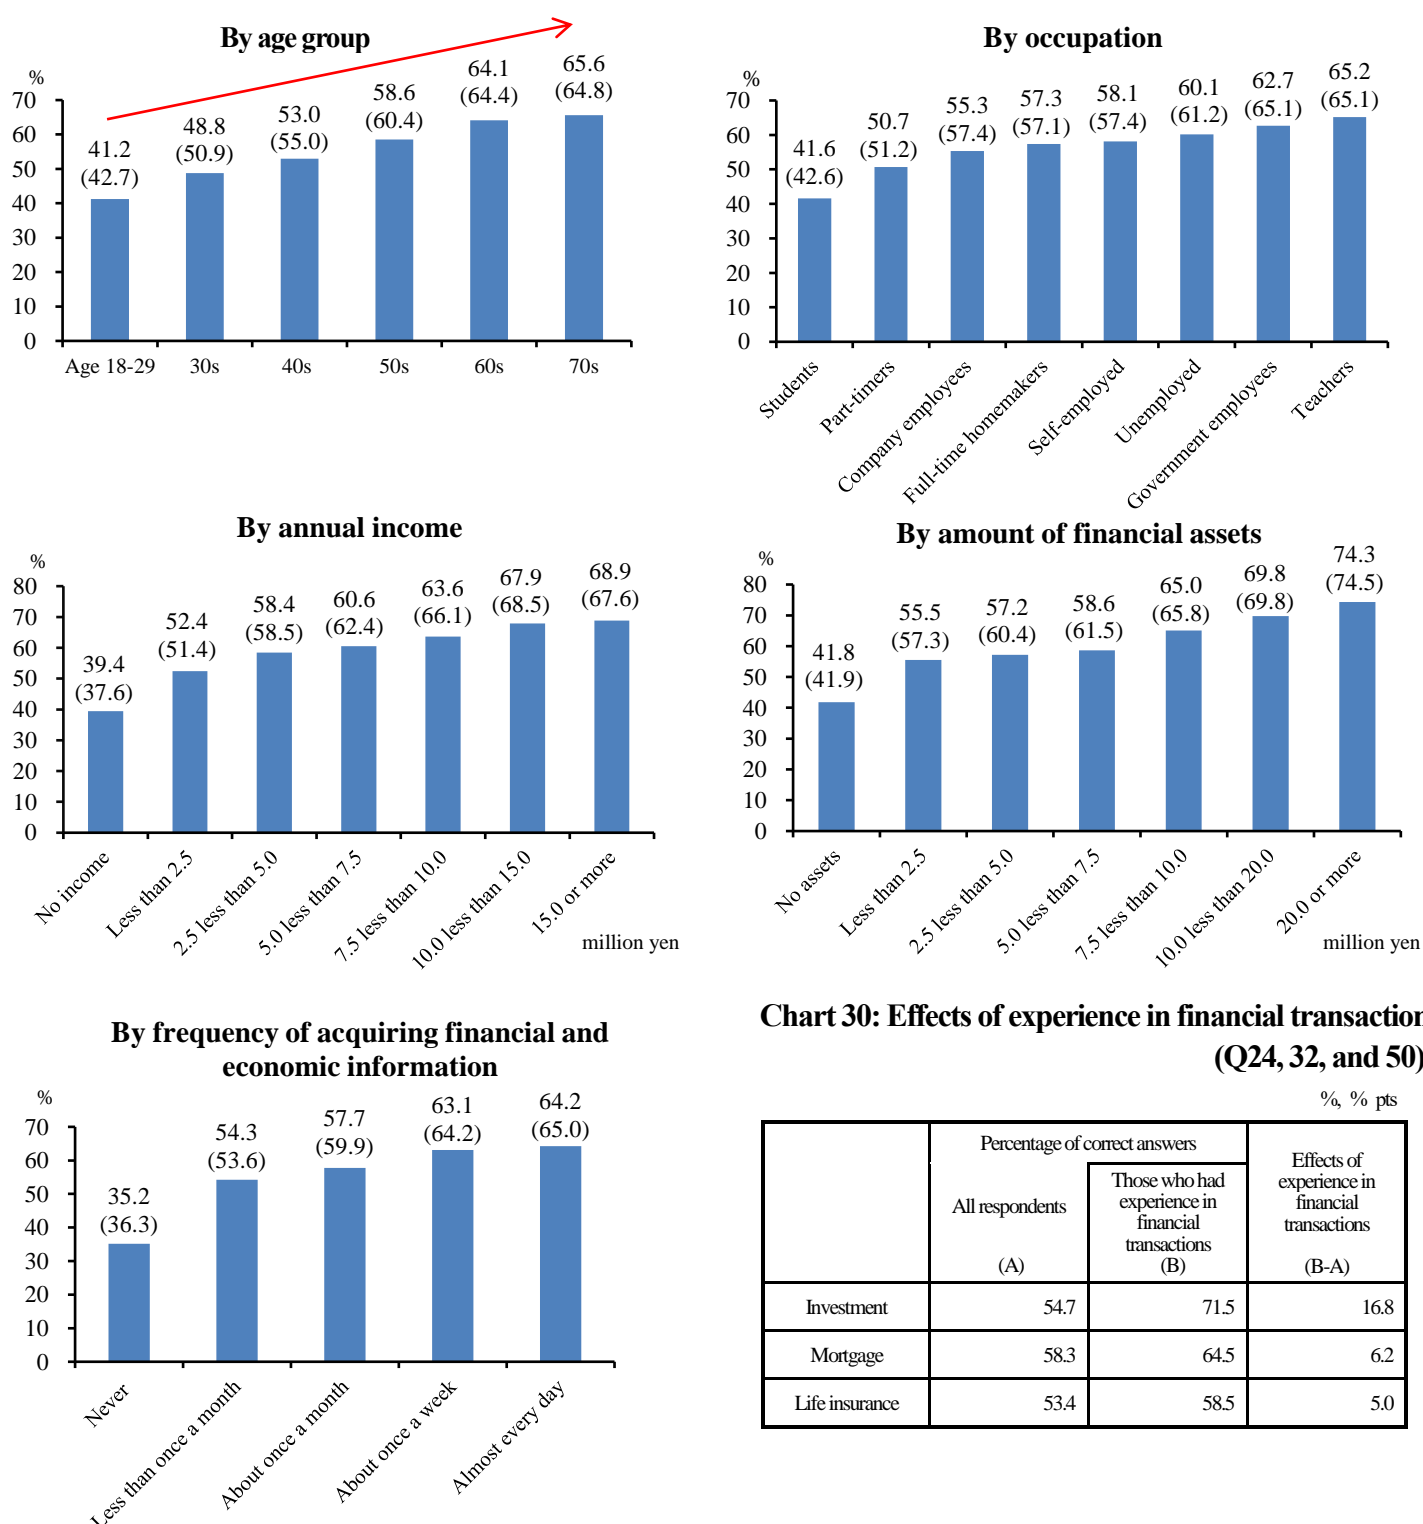 By age group
%
70
60
50
40
30
20
10
0
41.2
(42.7)
48.8
(50.9)
53.0
(55.0)
58.6
(60.4)
64.1
(64.4)
65.6
(64.8)
Age 18-29 30s 40s 50s 60s 70s
By occupation
%
70
60
50
40
30
20
10
0
41.6
(42.6)
50.7
(51.2)
55.3
(57.4)
57.3
(57.1)
58.1
(57.4)
60.1
(61.2)
62.7
(65.1)
65.2
(65.1)
Students
Part-timers
Company employees
Full-time homemakers
Self-employed
Unemployed
Government employees
Teachers
By annual income
%
80
70
60
50
40
30
20
10
0
39.4
(37.6)
52.4
(51.4)
58.4
(58.5)
60.6
(62.4)
63.6
(66.1)
67.9
(68.5)
68.9
(67.6)
No income
Less than 2.5
2.5 less than 5.0
5.0 less than 7.5
7.5 less than 10.0
10.0 less than 15.0
15.0 or more
million yen
By amount of financial assets
%
80
70
60
50
40
30
20
10
0
41.8
(41.9)
55.5
(57.3)
57.2
(60.4)
58.6
(61.5)
65.0
(65.8)
69.8
(69.8)
74.3
(74.5)
No assets
Less than 2.5
2.5 less than 5.0
5.0 less than 7.5
7.5 less than 10.0
10.0 less than 20.0
20.0 or more
million yen
By frequency of acquiring financial and
economic information
%
70
60
50
40
30
20
10
0
35.2
(36.3)
54.3
(53.6)
57.7
(59.9)
63.1
(64.2)
64.2
(65.0)
Never
Less than once a month
About once a month
About once a week
Almost every day
Chart 30: Effects of experience in financial transaction
(Q24, 32, and 50)
%, % pts
Percentage of correct answers
All respondents
(A)
Those who had
experience in
financial
transactions
(B)
Effects of
experience in
financial
transactions
(B-A)
Investment 54.7 71.5 16.8
Mortgage 58.3 64.5 6.2
Life insurance 53.4 58.5 5.0